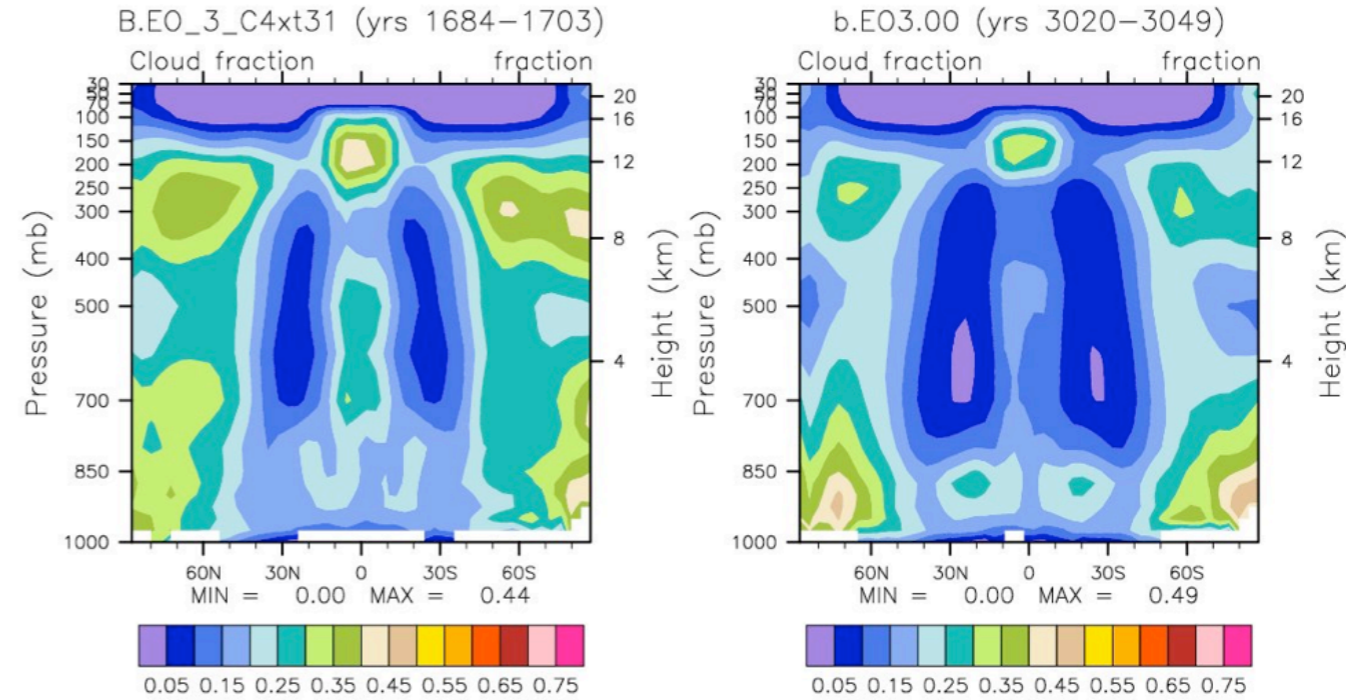 B.EO_3_C4xt31 (yrs 1684−1703)
Cloud fraction fraction
30
50
70
100
150
200
250
300
400
500
700
850
1000
Pressure (mb)
20
16
12
8
4
Height (km)
60N 30N 0 30S 60S
MIN = 0.00 MAX = 0.44
0.05 0.15 0.25 0.35 0.45 0.55 0.65 0.75
b.EO3.00 (yrs 3020−3049)
Cloud fraction fraction
30
50
70
100
150
200
250
300
400
500
700
850
1000
Pressure (mb)
20
16
12
8
4
Height (km)
60N 30N 0 30S 60S
MIN = 0.00 MAX = 0.49
0.05 0.15 0.25 0.35 0.45 0.55 0.65 0.75